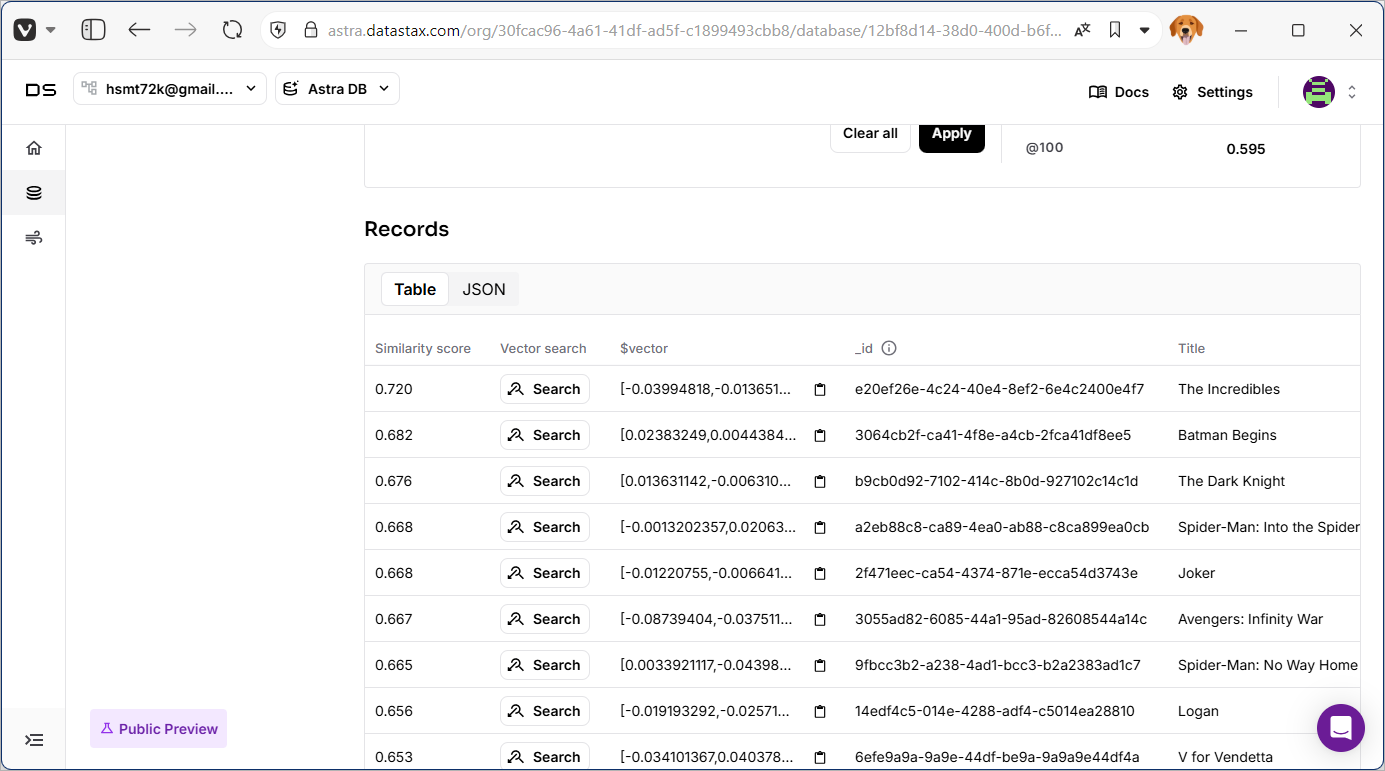 astra.datastax.com/org/30fcac96-4a61-41df-ad5f-c1899493cbb8/database/12bf8d14-38d0-400d-b6f...
DS hsmt72k@gmail.... Astra DB Docs Settings
Clear all Apply @100 0.595
Records
Table JSON
Similarity score Vector search $vector _id Title
0.720 Search [-0.03994818,-0.013651... e20ef26e-4c24-40e4-8ef2-6e4c2400e4f7 The Incredibles
0.682 Search [0.02383249,0.0044384... 3064cb2f-ca41-4f8e-a4cb-2fca41df8ee5 Batman Begins
0.676 Search [0.013631142,-0.006310... b9cb0d92-7102-414c-8b0d-927102c14c1d The Dark Knight
0.668 Search [-0.0013202357,0.02063... a2eb88c8-ca89-4ea0-ab88-c8ca899ea0cb Spider-Man: Into the Spider
0.668 Search [-0.01220755,-0.006641... 2f471eec-ca54-4374-871e-ecca54d3743e Joker
0.667 Search [-0.08739404,-0.037511... 3055ad82-6085-44a1-95ad-82608544a14c Avengers: Infinity War
0.665 Search [0.0033921117,-0.04398... 9fbcc3b2-a238-4ad1-bcc3-b2a2383ad1c7 Spider-Man: No Way Home
0.656 Search [-0.019193292,-0.02571... 14edf4c5-014e-4288-adf4-c5014ea28810 Logan
Public Preview
0.653 Search [-0.034101367,0.040378... 6efe9a9a-9a9e-44df-be9a-9a9a9e44df4a V for Vendetta